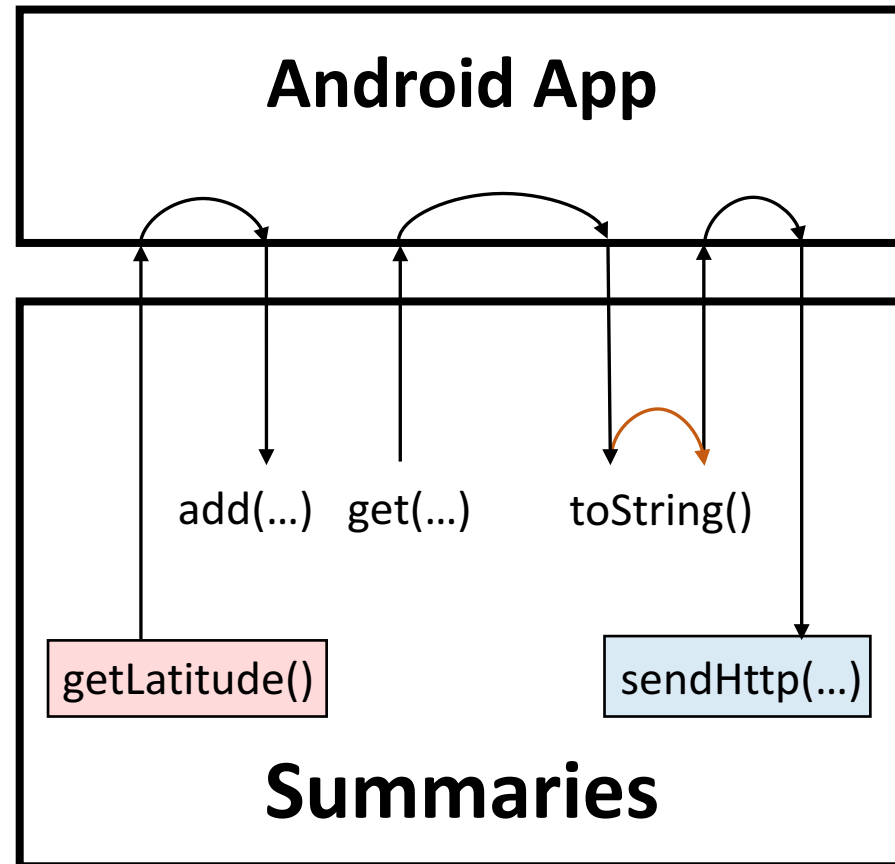 Android App
add(…) get(…) toString()
getLatitude() sendHttp(…)
Summaries